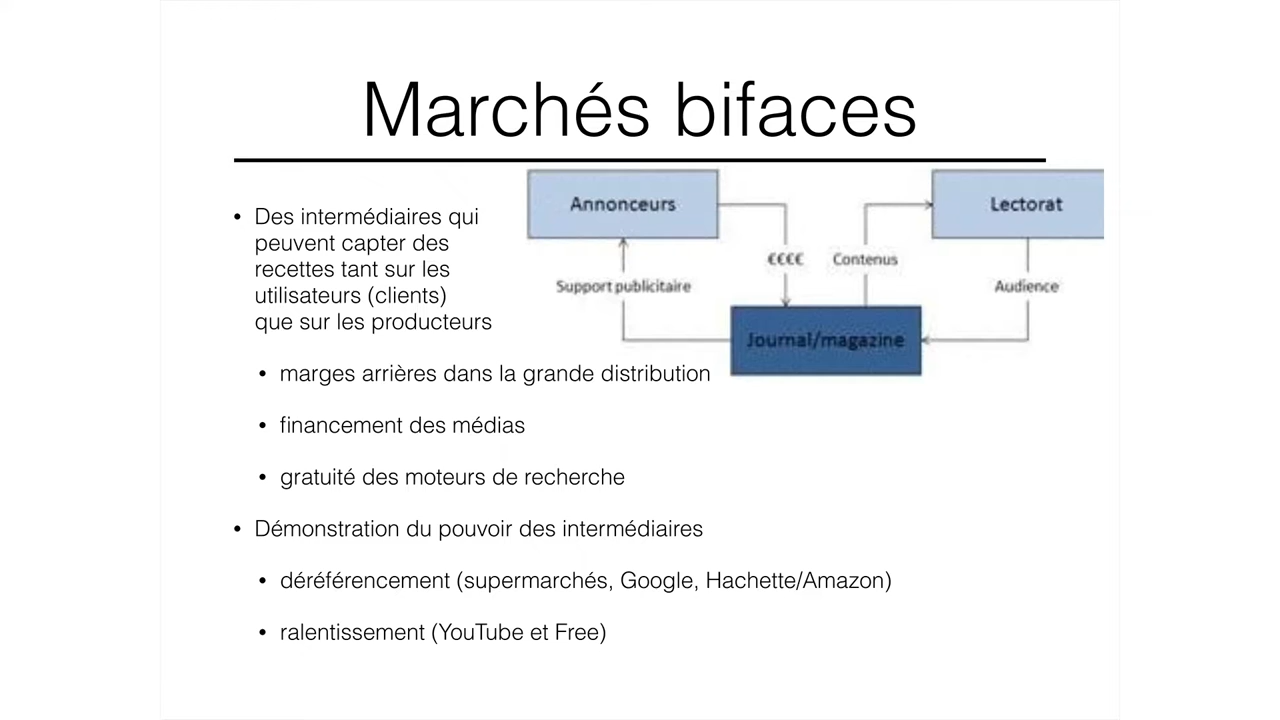 Marchés bifaces
• Des intermédiaires qui
peuvent capter des
recettes tant sur les
utilisateurs (clients)
que sur les producteurs
• marges arrières dans la grande distribution
• financement des médias
• gratuité des moteurs de recherche
• Démonstration du pouvoir des intermédiaires
• déréférencement (supermarchés, Google, Hachette/Amazon)
• ralentissement (YouTube et Free)
Annonceurs
Lectorat
€€€€
Contenus
Support publicitaire
Audience
Journal/magazine